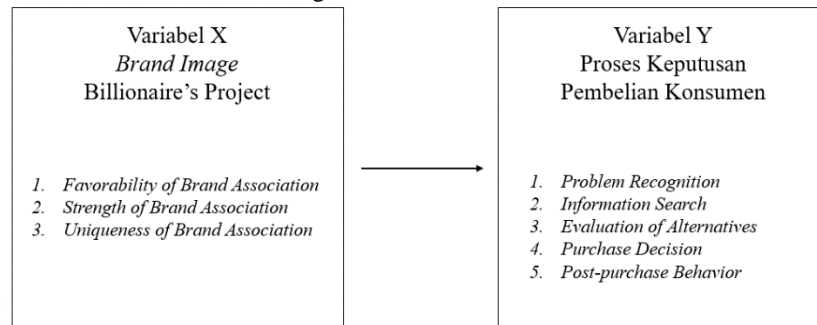 Variabel X
Brand Image
Billionaire's Project
1. Favorability of Brand Association
2. Strength of Brand Association
3. Uniqueness of Brand Association
Variabel Y
Proses Keputusan
Pembelian Konsumen
1. Problem Recognition
2. Information Search
3. Evaluation of Alternatives
4. Purchase Decision
5. Post-purchase Behavior